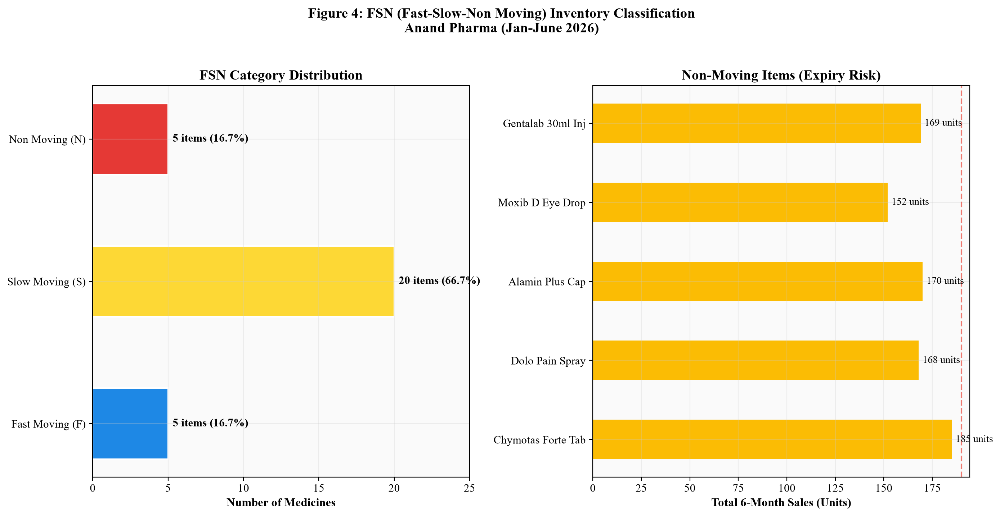 Figure 4: FSN (Fast-Slow-Non Moving) Inventory Classification
Anand Pharma (Jan-June 2026)
FSN Category Distribution
Non Moving (N)
5 items (16.7%)
Slow Moving (S)
20 items (66.7%)
Fast Moving (F)
5 items (16.7%)
0 5 10 15 20 25
Number of Medicines
Non-Moving Items (Expiry Risk)
Gentalab 30ml Inj
169 units
Moxib D Eye Drop
152 units
Alamin Plus Cap
170 units
Dolo Pain Spray
168 units
Chymotas Forte Tab
185 units
0 25 50 75 100 125 150 175
Total 6-Month Sales (Units)